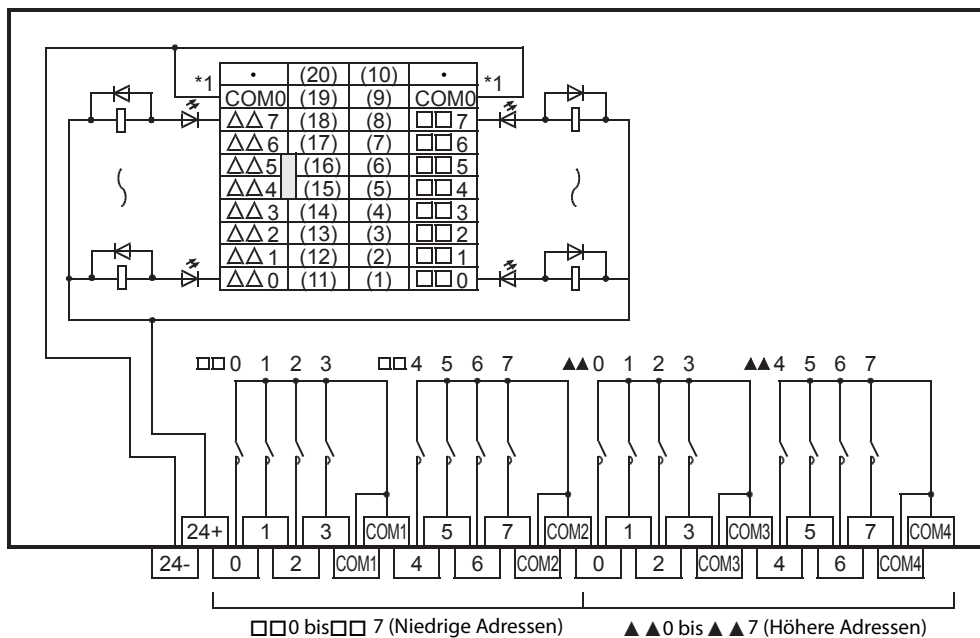 *1 • (20) (10) • *1
COM0 (19) (9) COM0
△△7 (18) (8) □□7
△△6 (17) (7) □□6
△△5 (16) (6) □□5
△△4 (15) (5) □□4
△△3 (14) (4) □□3
△△2 (13) (3) □□2
△△1 (12) (2) □□1
△△0 (11) (1) □□0
□□0 1 2 3 □□4 5 6 7 ▲▲0 1 2 3 ▲▲4 5 6 7
24+ 1 3 COM1 5 7 COM2 1 3 COM3 5 7 COM4
24- 0 2 COM1 4 6 COM2 0 2 COM3 4 6 COM4
□□0 bis□□ 7 (Niedrige Adressen) ▲▲0 bis▲▲7 (Höhere Adressen)